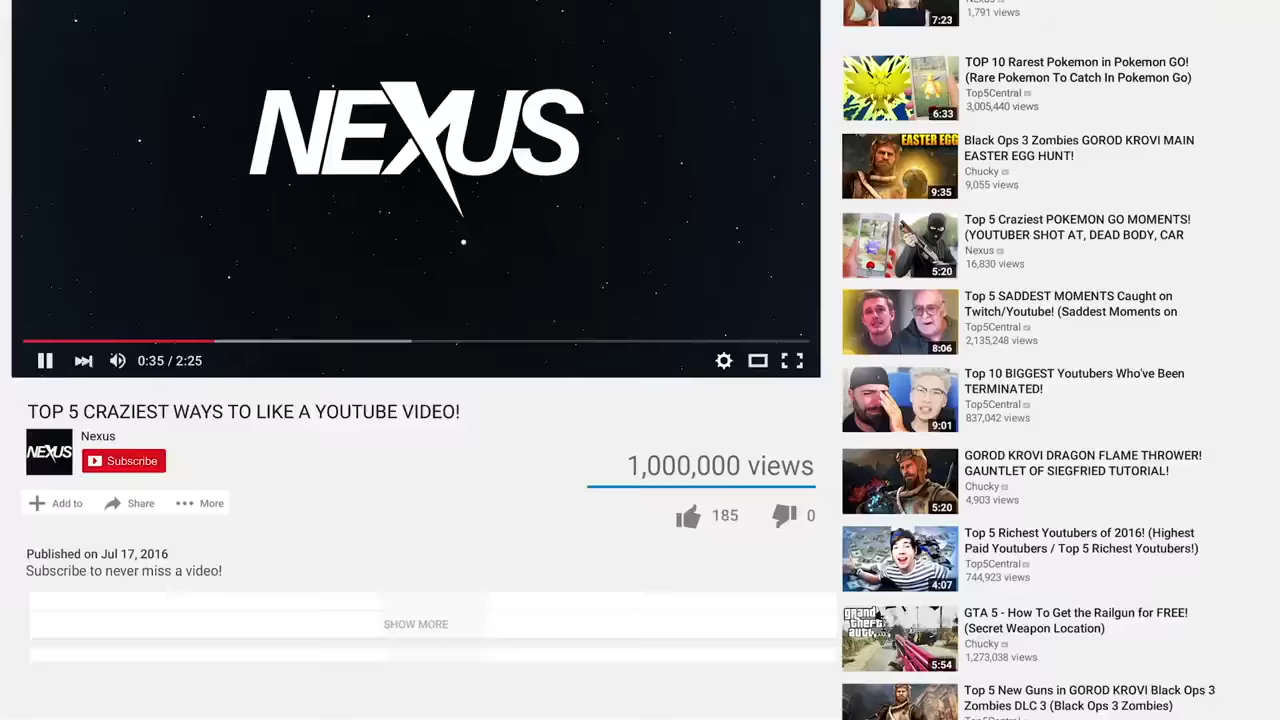 NEXUS
0:35 / 2:25
TOP 5 CRAZIEST WAYS TO LIKE A YOUTUBE VIDEO!
NEXUS
Nexus
Subscribe
1,000,000 views
Add to
Share
More
185
0
Published on Jul 17, 2016
Subscribe to never miss a video!
SHOW MORE
7:23
1,791 views
6:33
TOP 10 Rarest Pokemon in Pokemon GO!
(Rare Pokemon To Catch In Pokemon Go)
Top5Central
3,005,440 views
EASTER EGG
9:35
Black Ops 3 Zombies GOROD KROVI MAIN
EASTER EGG HUNT!
Chucky
9,055 views
5:20
Top 5 Craziest POKEMON GO MOMENTS!
(YOUTUBER SHOT AT, DEAD BODY, CAR
Nexus
16,830 views
8:06
Top 5 SADDEST MOMENTS Caught on
Twitch/Youtube! (Saddest Moments on
Top5Central
2,135,248 views
9:01
Top 10 BIGGEST Youtubers Who've Been
TERMINATED!
Top5Central
837,042 views
5:20
GOROD KROVI DRAGON FLAME THROWER!
GAUNTLET OF SIEGFRIED TUTORIAL!
Chucky
4,903 views
4:07
Top 5 Richest Youtubers of 2016! (Highest
Paid Youtubers / Top 5 Richest Youtubers!)
Top5Central
744,923 views
grand
theft
auto
5:54
GTA 5 - How To Get the Railgun for FREE!
(Secret Weapon Location)
Chucky
1,273,038 views
Top 5 New Guns in GOROD KROVI Black Ops 3
Zombies DLC 3 (Black Ops 3 Zombies)